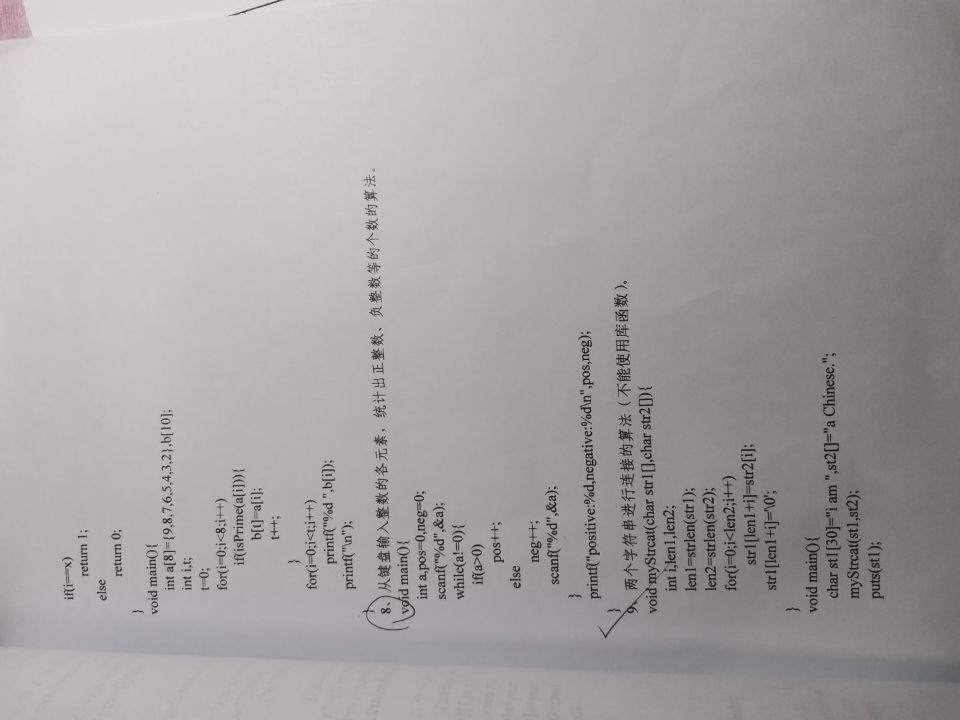 if(i==x)
return 1;
else
return 0;
}
void main(){
int a[8]={9,8,7,6,5,4,3,2},b[10];
int i,t;
t=0;
for(i=0;i<8;i++)
if(isPrime(a[i])){
b[t]=a[i];
t++;
}
for(i=0;i<t;i++)
printf("%d ",b[i]);
printf("\n");
}
8、从键盘输入整数的各元素，统计出正整数、负整数等的个数的算法。
void main(){
int a,pos=0,neg=0;
scanf("%d",&a);
while(a!=0){
if(a>0)
pos++;
else
neg++;
scanf("%d",&a);
}
printf("positive:%d,negative:%d\n",pos,neg);
}
9、两个字符串进行连接的算法（不能使用库函数）。
void myStrcat(char str1[],char str2[]){
int i,len1,len2;
len1=strlen(str1);
len2=strlen(str2);
for(i=0;i<len2;i++)
str1[len1+i]=str2[i];
str1[len1+i]='\0';
}
void main(){
char st1[30]="i am ",st2[]="a Chinese.";
myStrcat(st1,st2);
puts(st1);